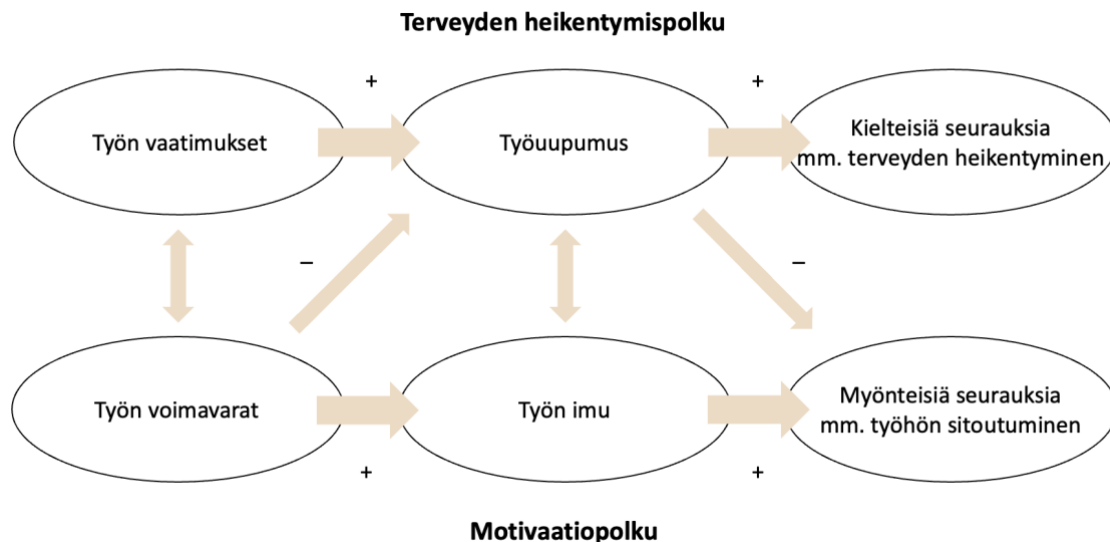 Terveyden heikentymispolku
+
+
Työn vaatimukset
Työuupumus
Kielteisiä seurauksia
mm. terveyden heikentyminen
–
–
Työn voimavarat
Työn imu
Myönteisiä seurauksia
mm. työhön sitoutuminen
+
+
Motivaatiopolku